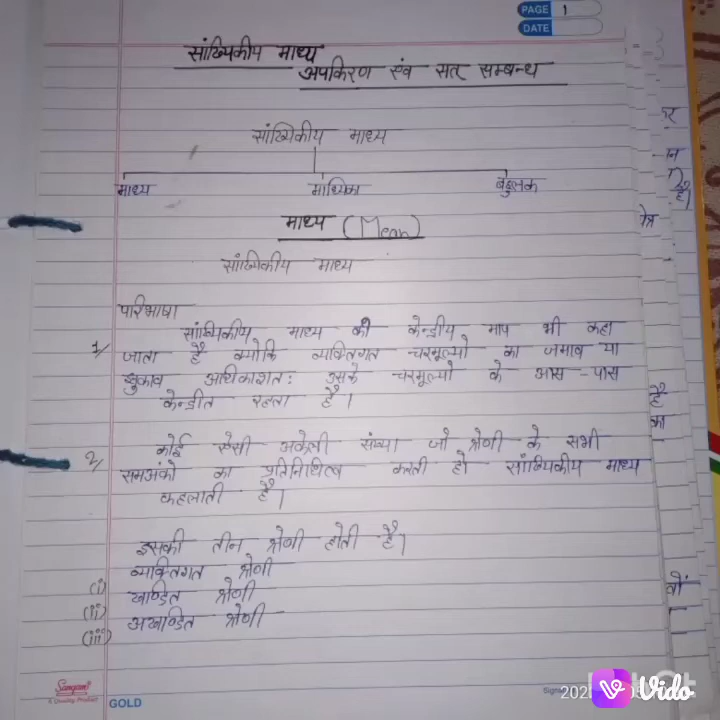 PAGE 1
DATE
सांख्यिकीय माध्य
अपकिरण एंव सह सम्बन्ध
सांख्यिकीय माध्य
माध्य माध्यिका बहुलक
माध्य (Mean)
सांख्यिकीय माध्य
परिभाषा
1/ सांख्यिकीय माध्य को केन्द्रीय माप भी कहा
जाता है क्योकि व्यक्तिगत चरमूल्यो का जमाव या
झुकाव अधिकाशत: उसके चरमूल्यो के आस-पास
केन्द्रीत रहता है।
2/ कोई ऐसी अकेली संख्या जो श्रेणी के सभी
समअंको का प्रतिनिधित्व करती हो सांख्यिकीय माध्य
कहलाती है।
इसकी तीन श्रेणी होती है।
(i) व्यक्तिगत श्रेणी
(ii) खण्डित श्रेणी
(iii) अखण्डित श्रेणी
Sangam
GOLD
Vido